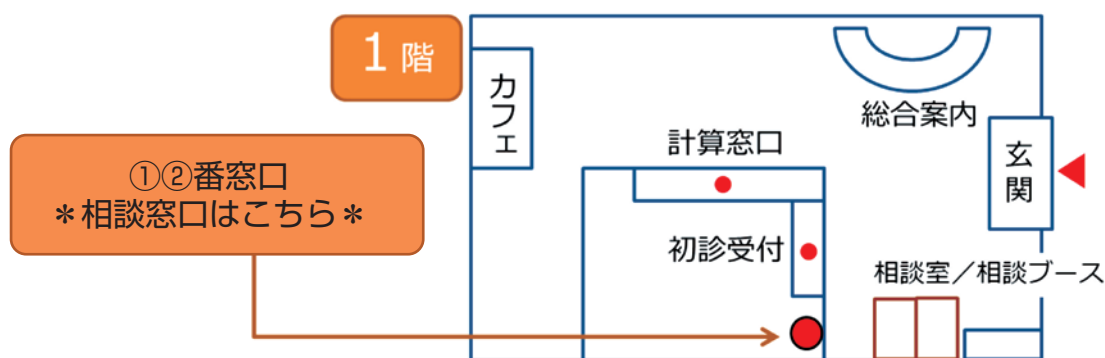 1 階
カフェ
総合案内
計算窓口
玄関
①②番窓口
＊相談窓口はこちら＊
初診受付
相談室／相談ブース